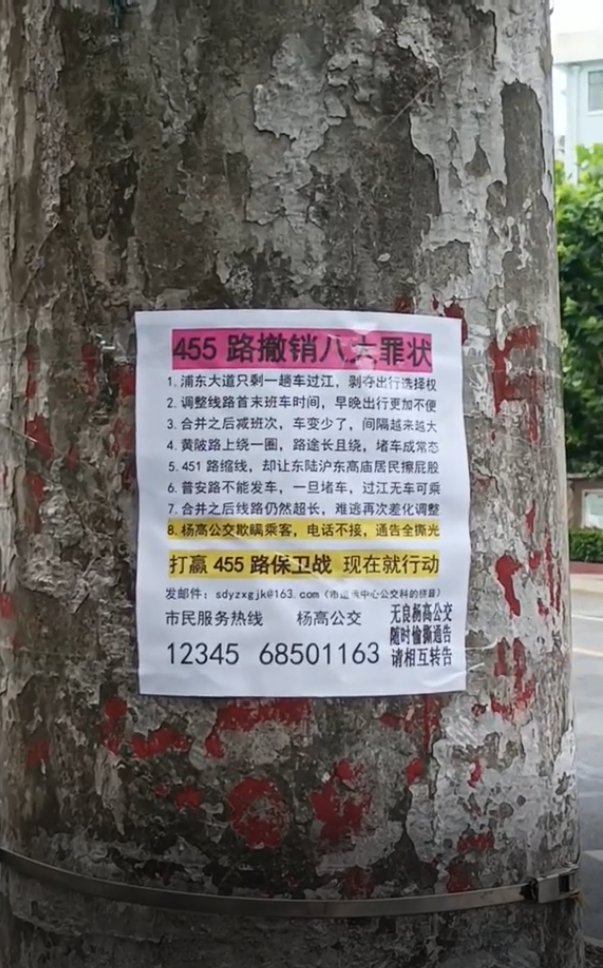 455 路撤销八大罪状
1. 浦东大道只剩一趟车过江，剥夺出行选择权
2. 调整线路首末班车时间，早晚出行更加不便
3. 合并之后减班次，车变少了，间隔越来越大
4. 黄陂路上绕一圈，路途长且绕，堵车成常态
5. 451 路缩线，却让东陆沪东高庙居民擦屁股
6. 普安路不能发车，一旦堵车，过江无车可乘
7. 合并之后线路仍然超长，难逃再次差化调整
8. 杨高公交欺瞒乘客，电话不接，通告全撕光
打赢 455 路保卫战 现在就行动
发邮件：sdyzxgjk@163.com（市道运中心公交科的拼音）
市民服务热线 杨高公交
12345 68501163
无良杨高公交
随时偷撕通告
请相互转告